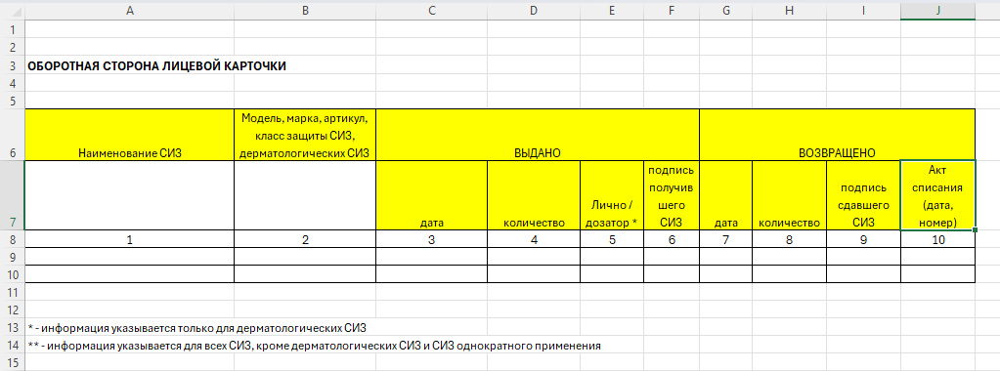 A B C D E F G H I J
1
2
3 ОБОРОТНАЯ СТОРОНА ЛИЦЕВОЙ КАРТОЧКИ
4
5
Модель, марка, артикул,
класс защиты СИЗ,
6 Наименование СИЗ дерматологических СИЗ ВЫДАНО ВОЗВРАЩЕНО
подпись Акт
получив подпись списания
Лично / шего сдавшего (дата,
7 дата количество дозатор * СИЗ дата количество СИЗ номер)
8 1 2 3 4 5 6 7 8 9 10
9
10
11
12
13 * - информация указывается только для дерматологических СИЗ
14 ** - информация указывается для всех СИЗ, кроме дерматологических СИЗ и СИЗ однократного применения
15